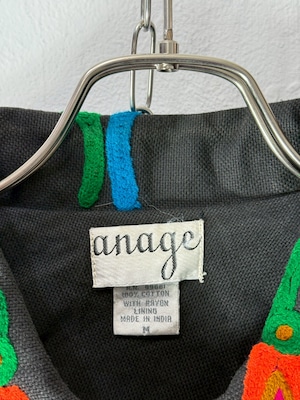 anage
100% COTTON
WITH RAYON
LINING
MADE IN INDIA
M